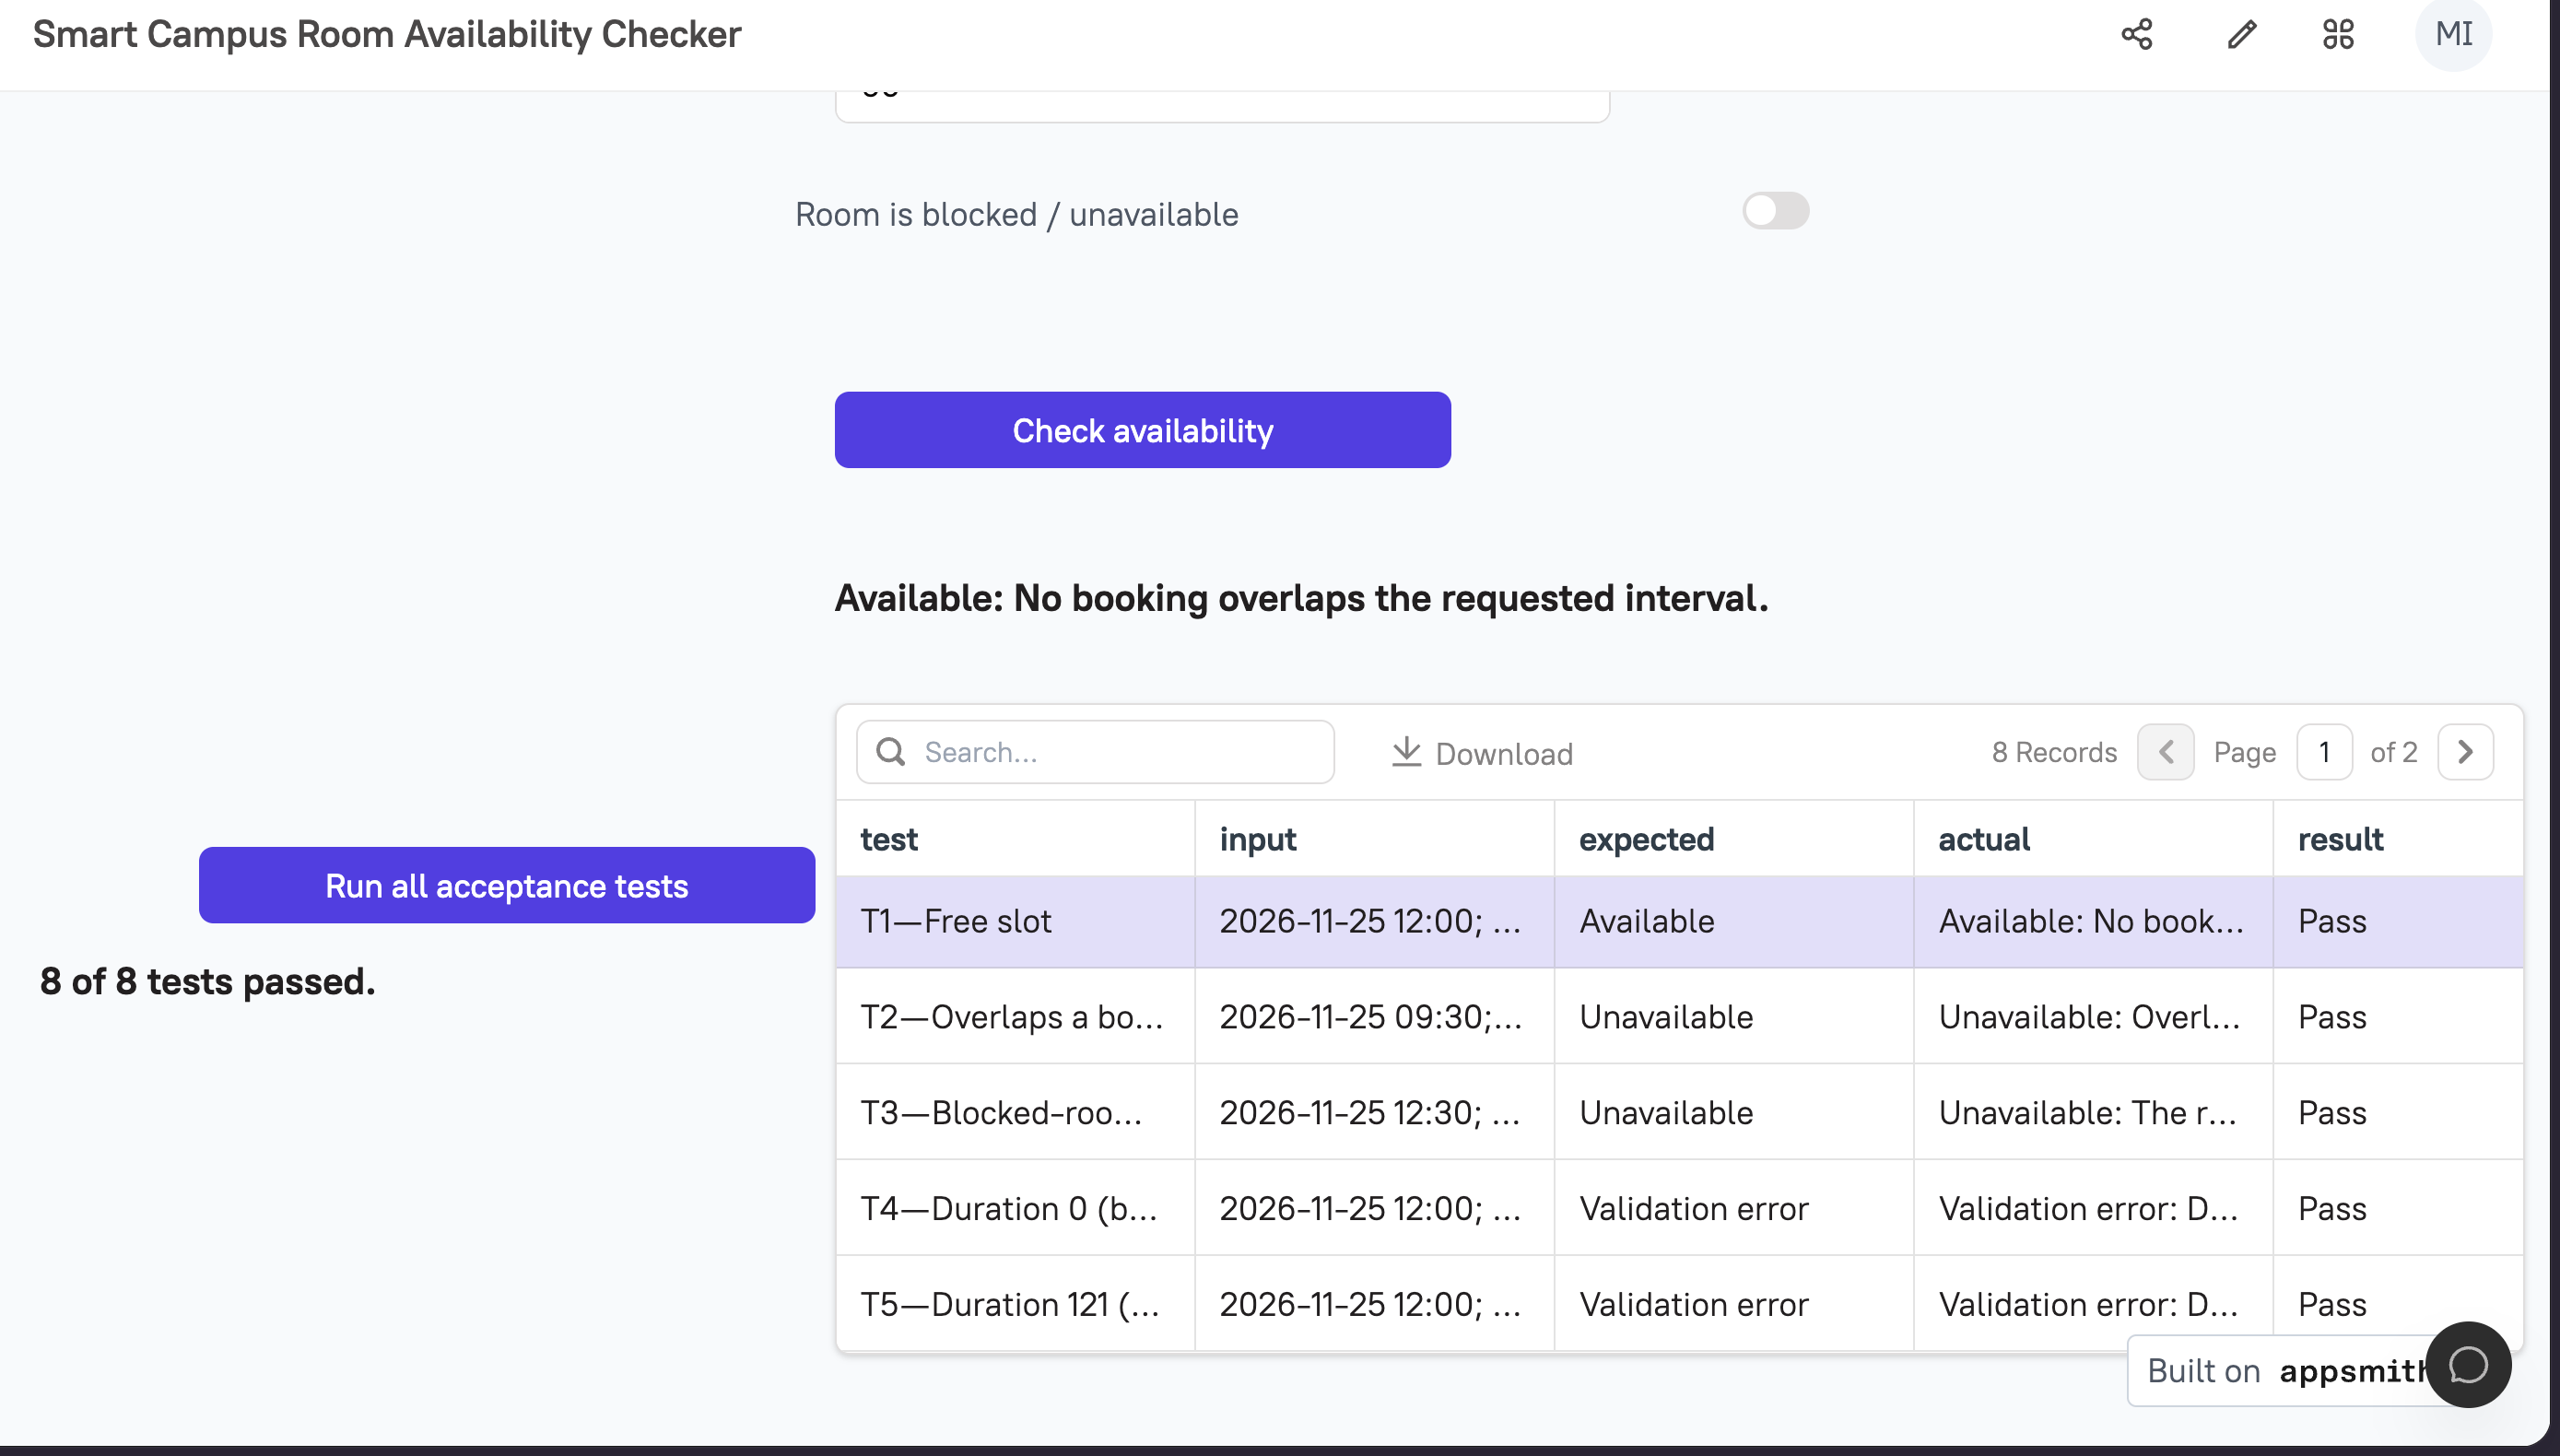 Smart Campus Room Availability Checker
MI
Room is blocked / unavailable
Check availability
Available: No booking overlaps the requested interval.
Search...
Download
8 Records
Page 1 of 2
test input expected actual result
T1—Free slot 2026-11-25 12:00; ... Available Available: No book... Pass
T2—Overlaps a bo... 2026-11-25 09:30;... Unavailable Unavailable: Overl... Pass
T3—Blocked-roo... 2026-11-25 12:30; ... Unavailable Unavailable: The r... Pass
T4—Duration 0 (b... 2026-11-25 12:00; ... Validation error Validation error: D... Pass
T5—Duration 121 (... 2026-11-25 12:00; ... Validation error Validation error: D... Pass
Run all acceptance tests
8 of 8 tests passed.
Built on appsmith